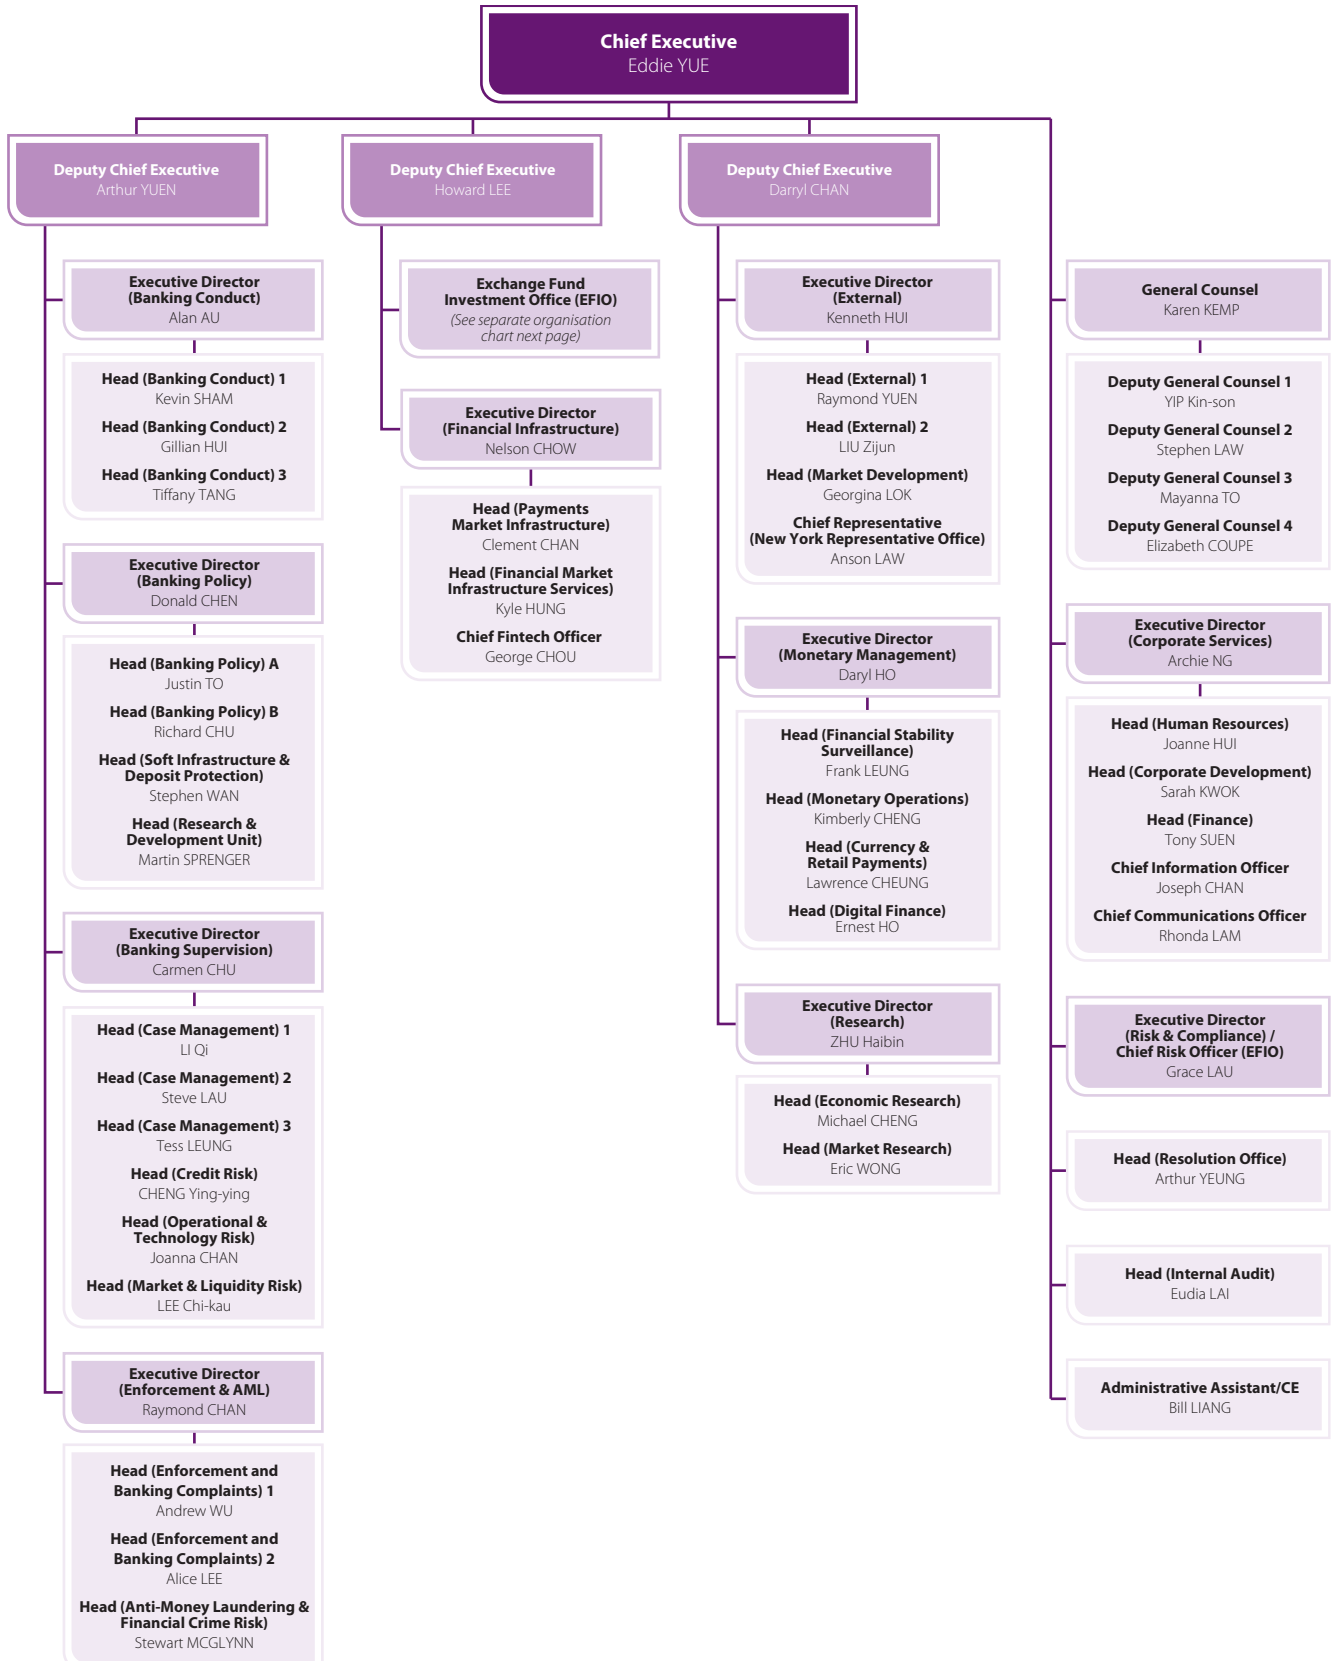 Chief Executive
Eddie YUE
Deputy Chief Executive
Arthur YUEN
Executive Director
(Banking Conduct)
Alan AU
Head (Banking Conduct) 1
Kevin SHAM
Head (Banking Conduct) 2
Gillian HUI
Head (Banking Conduct) 3
Tiffany TANG
Executive Director
(Banking Policy)
Donald CHEN
Head (Banking Policy) A
Justin TO
Head (Banking Policy) B
Richard CHU
Head (Soft Infrastructure &
Deposit Protection)
Stephen WAN
Head (Research &
Development Unit)
Martin SPRENGER
Executive Director
(Banking Supervision)
Carmen CHU
Head (Case Management) 1
LI Qi
Head (Case Management) 2
Steve LAU
Head (Case Management) 3
Tess LEUNG
Head (Credit Risk)
CHENG Ying-ying
Head (Operational &
Technology Risk)
Joanna CHAN
Head (Market & Liquidity Risk)
LEE Chi-kau
Executive Director
(Enforcement & AML)
Raymond CHAN
Head (Enforcement and
Banking Complaints) 1
Andrew WU
Head (Enforcement and
Banking Complaints) 2
Alice LEE
Head (Anti-Money Laundering &
Financial Crime Risk)
Stewart MCGLYNN
Deputy Chief Executive
Howard LEE
Exchange Fund
Investment Office (EFIO)
(See separate organisation
chart next page)
Executive Director
(Financial Infrastructure)
Nelson CHOW
Head (Payments
Market Infrastructure)
Clement CHAN
Head (Financial Market
Infrastructure Services)
Kyle HUNG
Chief Fintech Officer
George CHOU
Deputy Chief Executive
Darryl CHAN
Executive Director
(External)
Kenneth HUI
Head (External) 1
Raymond YUEN
Head (External) 2
LIU Zijun
Head (Market Development)
Georgina LOK
Chief Representative
(New York Representative Office)
Anson LAW
Executive Director
(Monetary Management)
Daryl HO
Head (Financial Stability
Surveillance)
Frank LEUNG
Head (Monetary Operations)
Kimberly CHENG
Head (Currency &
Retail Payments)
Lawrence CHEUNG
Head (Digital Finance)
Ernest HO
Executive Director
(Research)
ZHU Haibin
Head (Economic Research)
Michael CHENG
Head (Market Research)
Eric WONG
General Counsel
Karen KEMP
Deputy General Counsel 1
YIP Kin-son
Deputy General Counsel 2
Stephen LAW
Deputy General Counsel 3
Mayanna TO
Deputy General Counsel 4
Elizabeth COUPE
Executive Director
(Corporate Services)
Archie NG
Head (Human Resources)
Joanne HUI
Head (Corporate Development)
Sarah KWOK
Head (Finance)
Tony SUEN
Chief Information Officer
Joseph CHAN
Chief Communications Officer
Rhonda LAM
Executive Director
(Risk & Compliance) /
Chief Risk Officer (EFIO)
Grace LAU
Head (Resolution Office)
Arthur YEUNG
Head (Internal Audit)
Eudia LAI
Administrative Assistant/CE
Bill LIANG